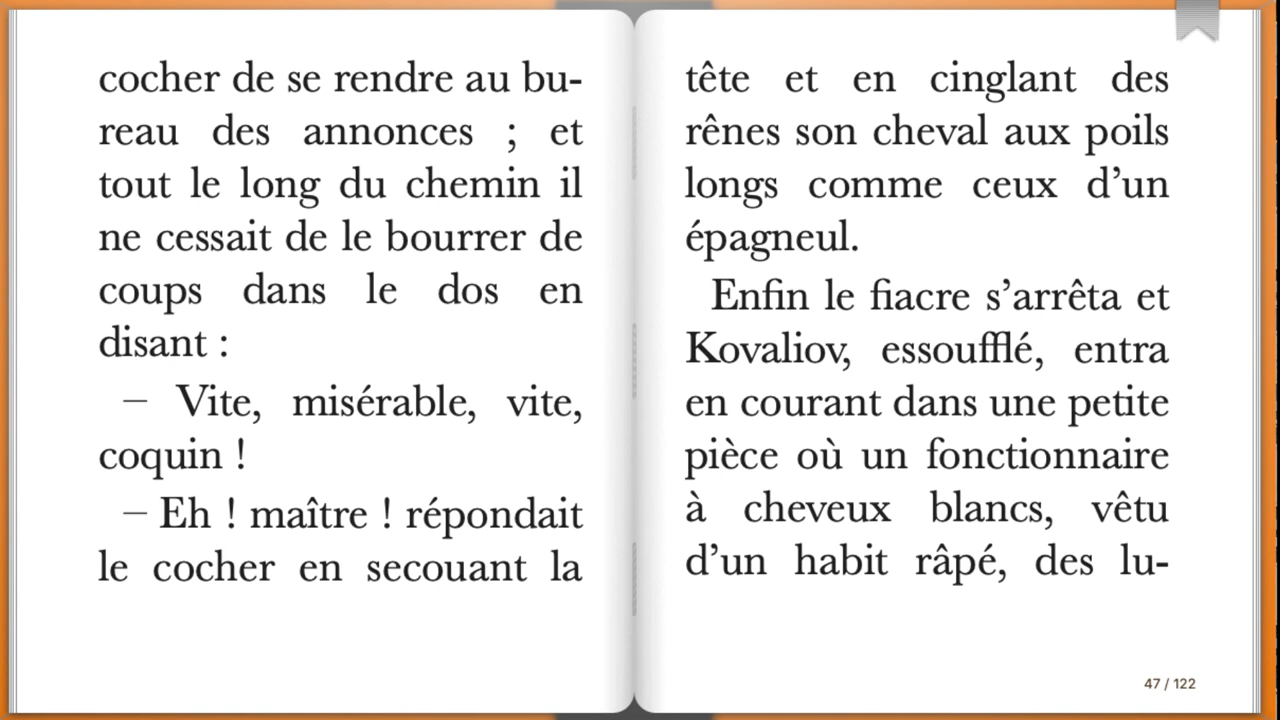 cocher de se rendre au bu-
reau des annonces ; et
tout le long du chemin il
ne cessait de le bourrer de
coups dans le dos en
disant :
– Vite, misérable, vite,
coquin !
– Eh ! maître ! répondait
le cocher en secouant la
tête et en cinglant des
rênes son cheval aux poils
longs comme ceux d’un
épagneul.
Enfin le fiacre s’arrêta et
Kovaliov, essoufflé, entra
en courant dans une petite
pièce où un fonctionnaire
à cheveux blancs, vêtu
d’un habit râpé, des lu-
47 / 122